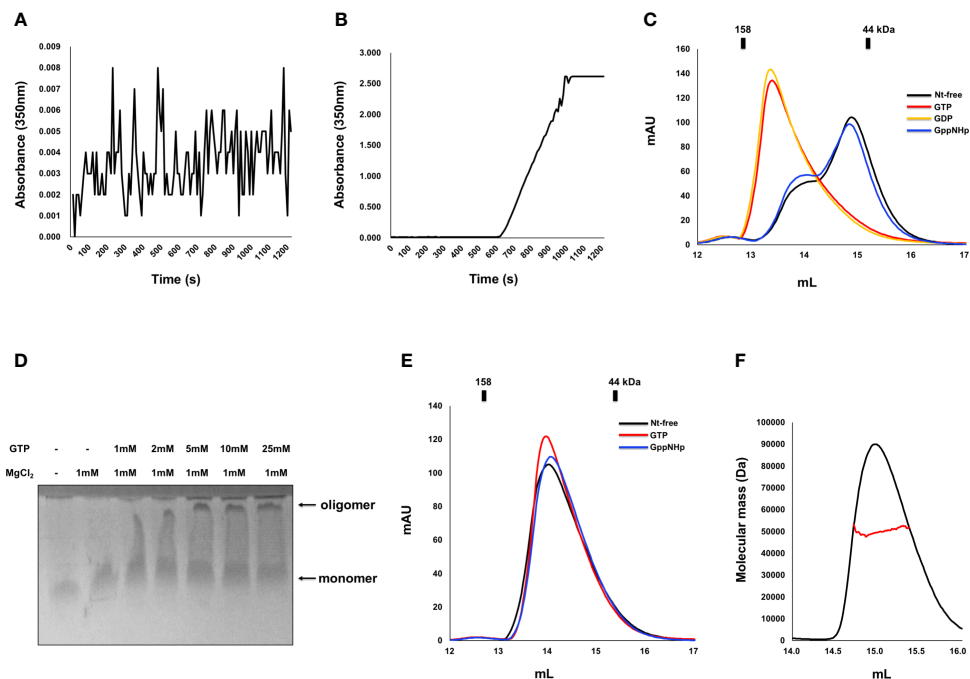 A
Absorbance (350nm)
0.009
0.008
0.007
0.006
0.005
0.004
0.003
0.002
0.001
0.000
0 100 200 300 400 500 600 700 800 900 1000 1100 1200
Time (s)
B
Absorbance (350nm)
3.000
2.500
2.000
1.500
1.000
0.500
0.000
0 100 200 300 400 500 600 700 800 900 1000 1100 1200
Time (s)
C
158 44 kDa
mAU
160
140
120
100
80
60
40
20
0
Nt-free
GTP
GDP
GppNHp
12 13 14 15 16 17
mL
D
GTP - - 1mM 2mM 5mM 10mM 25mM
MgCl2 - 1mM 1mM 1mM 1mM 1mM 1mM
oligomer
monomer
E
158 44 kDa
mAU
140
120
100
80
60
40
20
0
Nt-free
GTP
GppNHp
12 13 14 15 16 17
mL
F
Molecular mass (Da)
100000
90000
80000
70000
60000
50000
40000
30000
20000
10000
0
14.0 14.5 15.0 15.5 16.0
mL